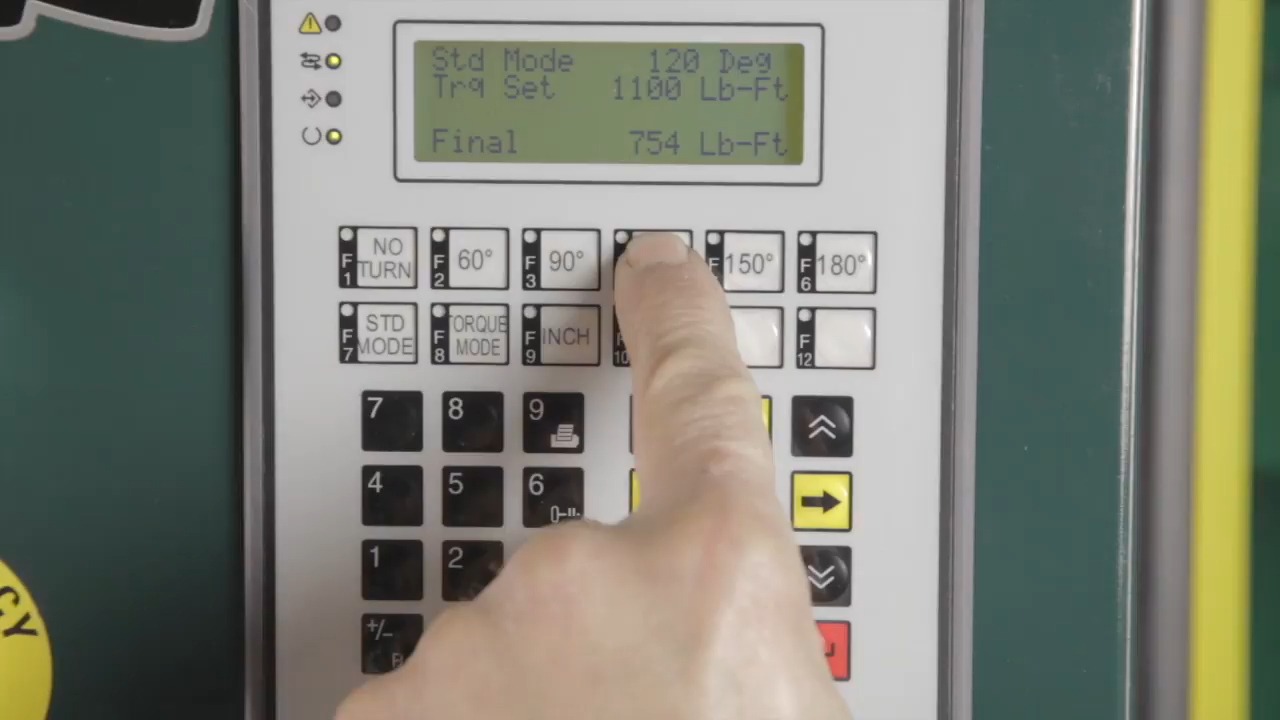 Std Mode 120 Deg
Trq Set 1100 Lb-Ft
Final 754 Lb-Ft
F1 NO TURN
F2 60°
F3 90°
150°
F6 180°
F7 STD MODE
F8 TORQUE MODE
F9 INCH
F10
F12
7 8 9
4 5 6
1 2
+/-
GY